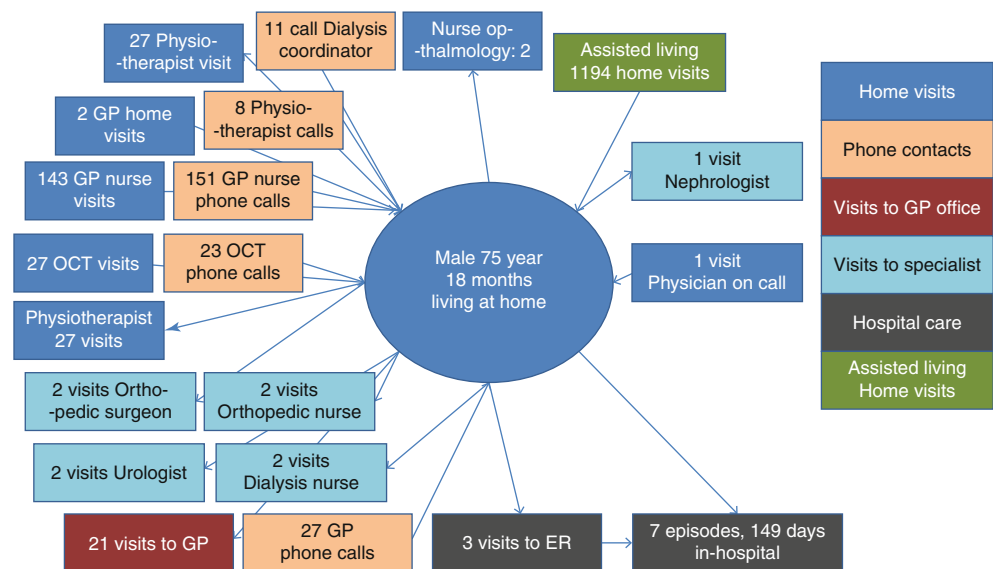 11 call Dialysis
coordinator
27 Physio-
-therapist visit
Nurse op-
-thalmology: 2
Assisted living
1194 home visits
8 Physio-
-therapist calls
2 GP home
visits
143 GP nurse
visits
151 GP nurse
phone calls
1 visit
Nephrologist
27 OCT visits
23 OCT
phone calls
Male 75 year
18 months
living at home
1 visit
Physician on call
Physiotherapist
27 visits
2 visits Ortho-
-pedic surgeon
2 visits
Orthopedic nurse
2 visits Urologist
2 visits
Dialysis nurse
21 visits to GP
27 GP
phone calls
3 visits to ER
7 episodes, 149 days
in-hospital
Home visits
Phone contacts
Visits to GP office
Visits to specialist
Hospital care
Assisted living
Home visits